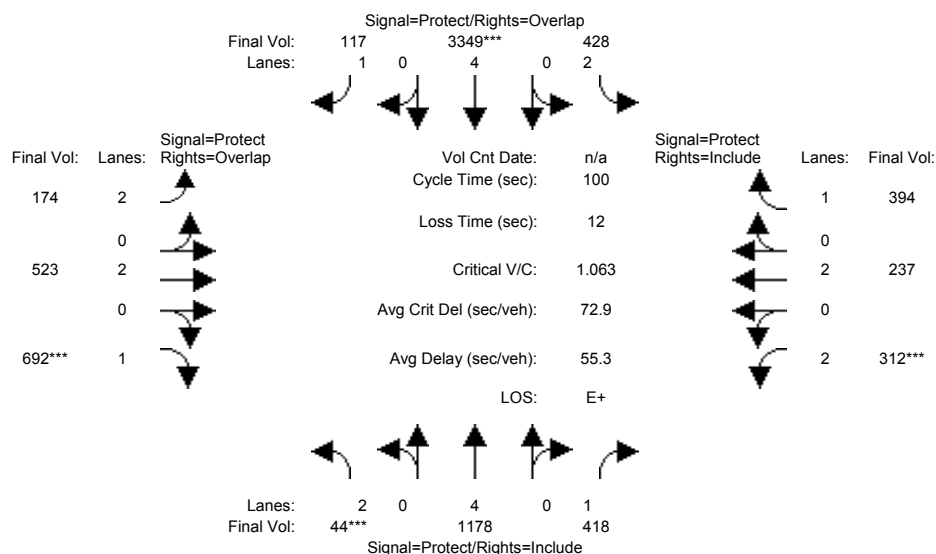 Signal=Protect/Rights=Overlap
Final Vol: 117 3349*** 428
Lanes: 1 0 4 0 2
Signal=Protect
Final Vol: Lanes: Rights=Overlap
Vol Cnt Date: n/a
Signal=Protect
Rights=Include Lanes: Final Vol:
Cycle Time (sec): 100
174 2
1 394
Loss Time (sec): 12
0
0
523 2
Critical V/C: 1.063
2 237
0
Avg Crit Del (sec/veh): 72.9
0
692*** 1
Avg Delay (sec/veh): 55.3
2 312***
LOS: E+
Lanes: 2 0 4 0 1
Final Vol: 44*** 1178 418
Signal=Protect/Rights=Include